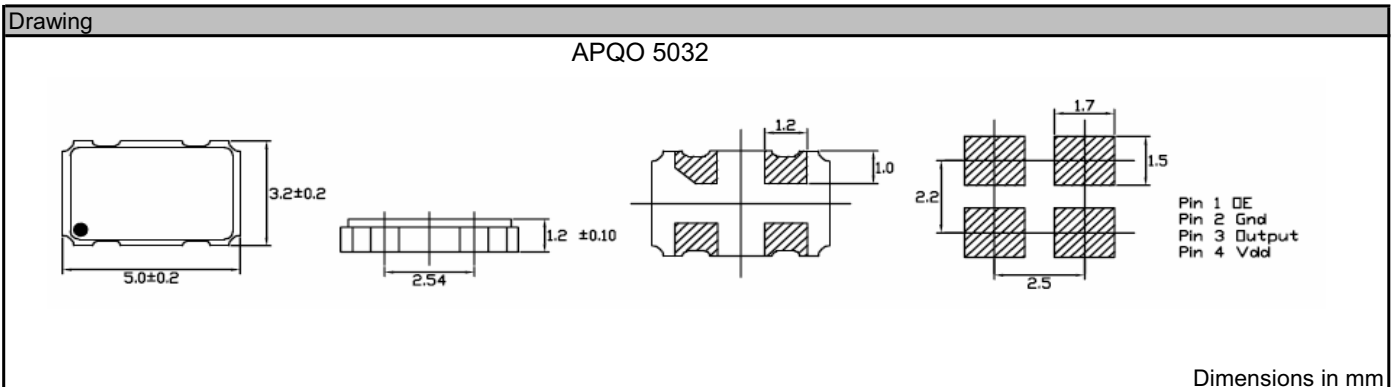 Drawing
APQO 5032
3.2±0.2
5.0±0.2
1.2 ±0.10
2.54
1.2
1.0
1.7
1.5
2.2
2.5
Pin 1 OE
Pin 2 Gnd
Pin 3 Output
Pin 4 Vdd
Dimensions in mm